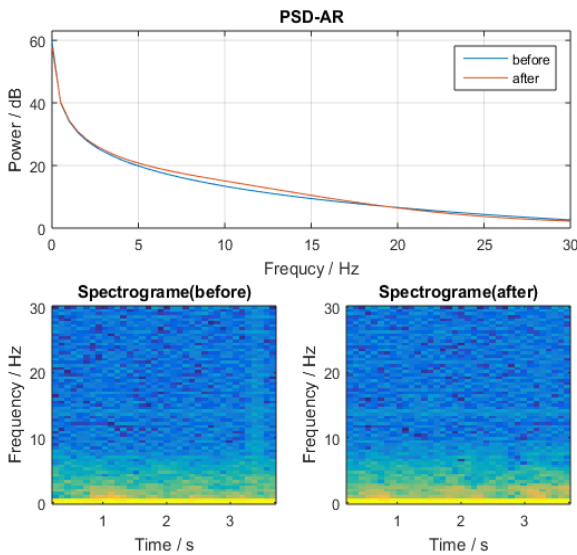 PSD-AR
60
40
20
0
Power / dB
before
after
0 5 10 15 20 25 30
Frequcy / Hz
Spectrograme(before)
30
20
10
0
Frequency / Hz
1 2 3
Time / s
Spectrograme(after)
30
20
10
0
Frequency / Hz
1 2 3
Time / s